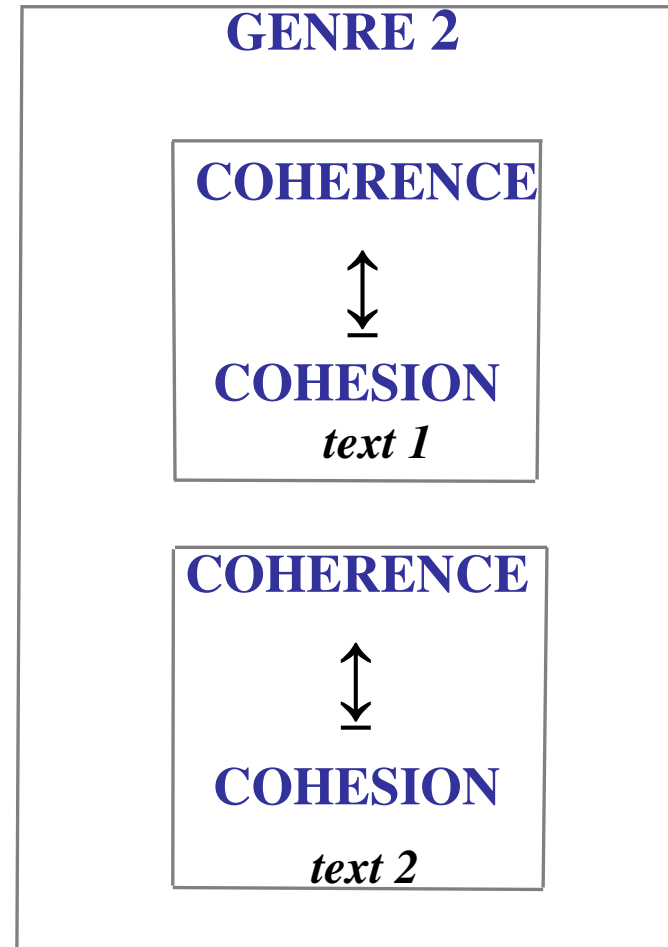 GENRE 2
COHERENCE
↨
COHESION
text 1
COHERENCE
↨
COHESION
text 2